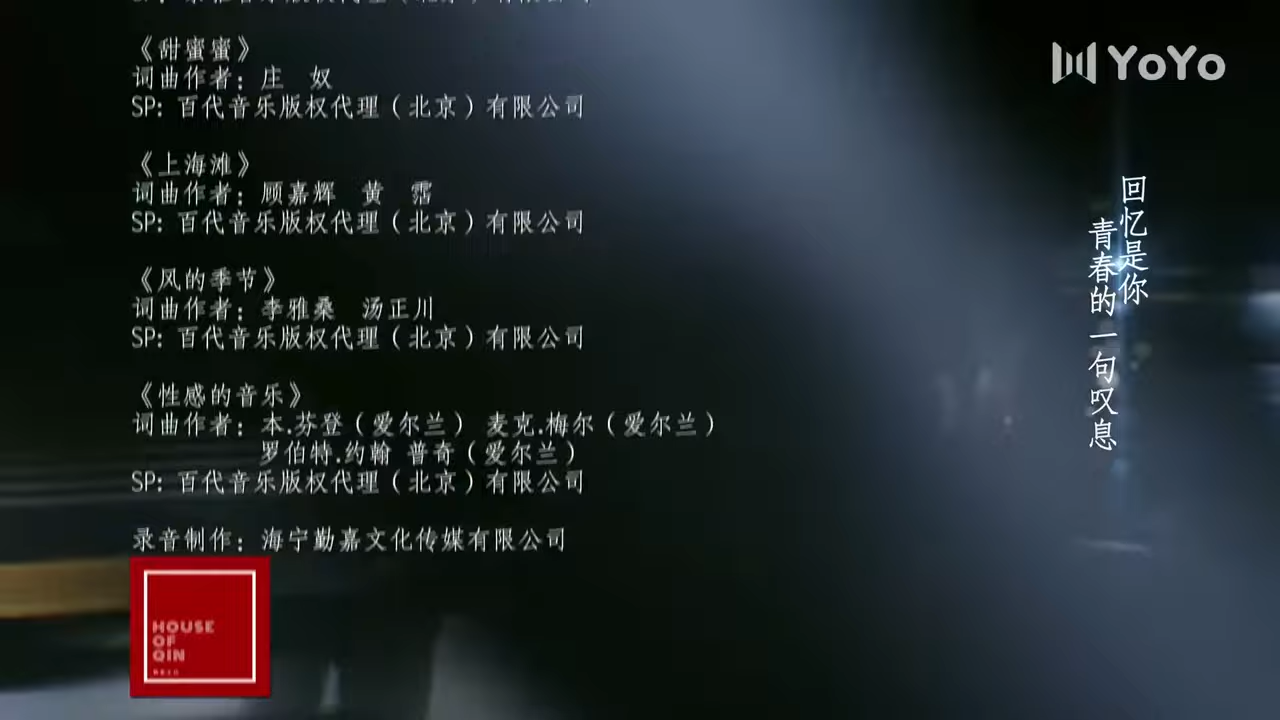 《甜蜜蜜》
词曲作者：庄　奴
SP: 百代音乐版权代理（北京）有限公司
《上海滩》
词曲作者：顾嘉辉　黄　霑
SP: 百代音乐版权代理（北京）有限公司
《风的季节》
词曲作者：李雅桑　汤正川
SP: 百代音乐版权代理（北京）有限公司
《性感的音乐》
词曲作者：本.芬登（爱尔兰） 麦克.梅尔（爱尔兰）
罗伯特.约翰 普奇（爱尔兰）
SP: 百代音乐版权代理（北京）有限公司
录音制作：海宁勤嘉文化传媒有限公司
HOUSE
OF
QIN
YoYo
回忆是你
青春的一句叹息